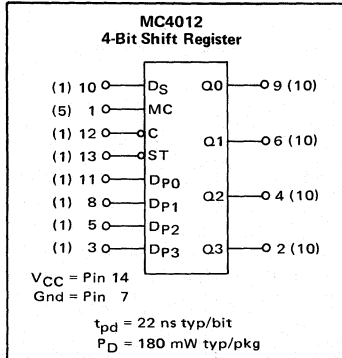 MC4012
4-Bit Shift Register
(1) 10 DS Q0 9 (10)
(5) 1 MC
(1) 12 C Q1 6 (10)
(1) 13 ST
(1) 11 DP0
(1) 8 DP1 Q2 4 (10)
(1) 5 DP2
(1) 3 DP3 Q3 2 (10)
VCC = Pin 14
Gnd = Pin 7
tpd = 22 ns typ/bit
PD = 180 mW typ/pkg